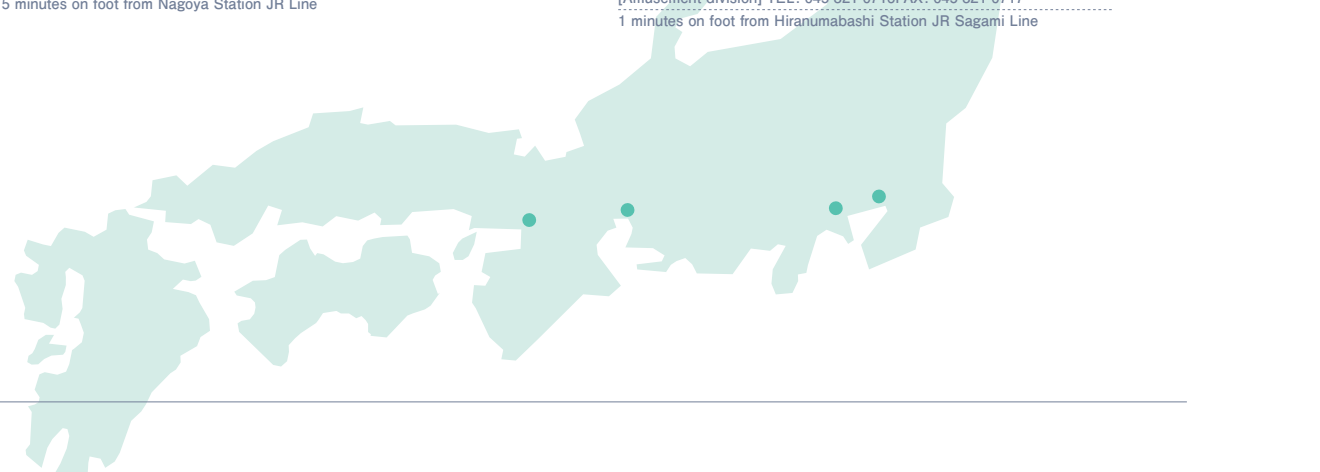 5 minutes on foot from Nagoya Station JR Line
1 minutes on foot from Hiranumabashi Station JR Sagami Line